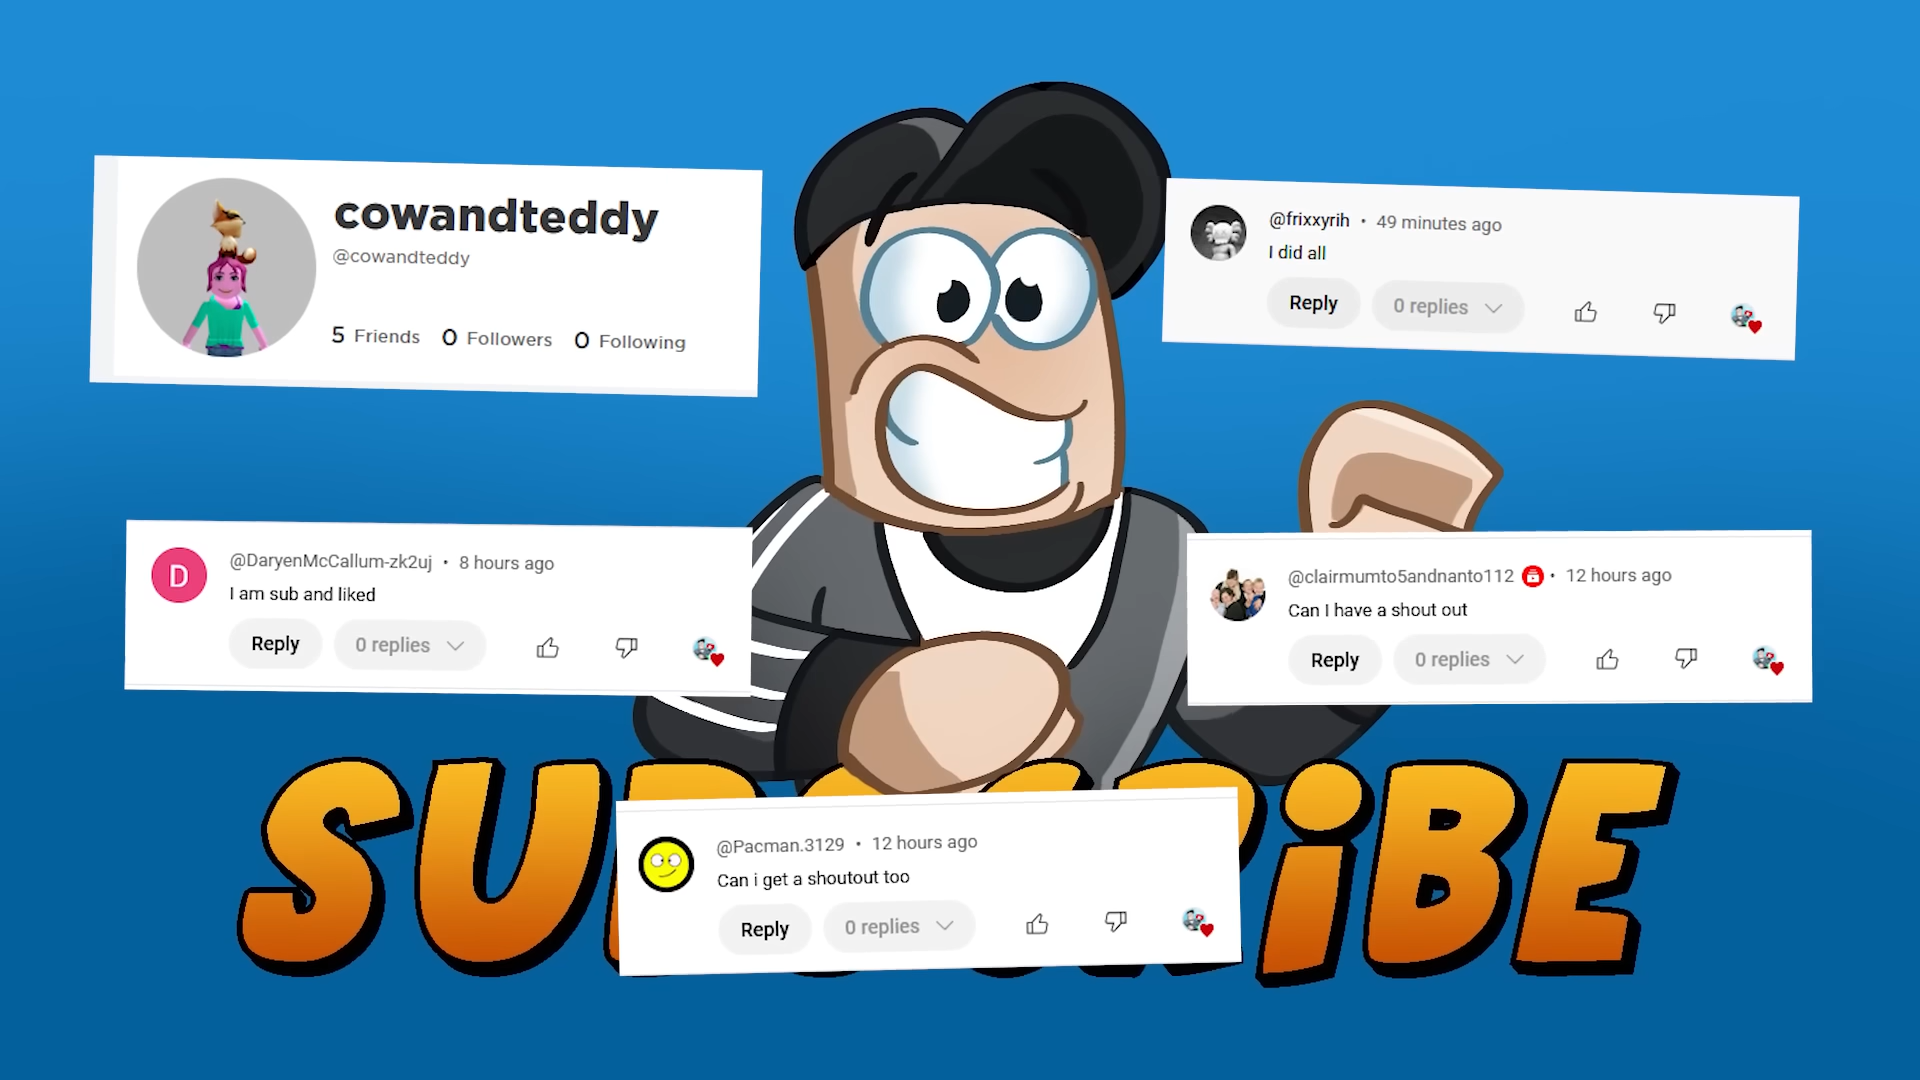 cowandteddy
@cowandteddy
5 Friends 0 Followers 0 Following
@frixxyrih • 49 minutes ago
I did all
Reply 0 replies
D
@DaryenMcCallum-zk2uj • 8 hours ago
I am sub and liked
Reply 0 replies
@clairmumto5andnanto112 • 12 hours ago
Can I have a shout out
Reply 0 replies
SUBSCRiBE
@Pacman.3129 • 12 hours ago
Can i get a shoutout too
Reply 0 replies